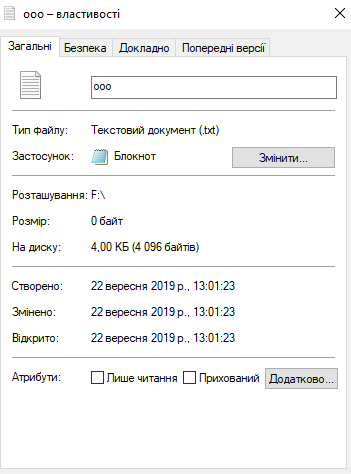 ооо – властивості
Загальні Безпека Докладно Попередні версії
ооо
Тип файлу: Текстовий документ (.txt)
Застосунок: Блокнот Змінити...
Розташування: F:\
Розмір: 0 байт
На диску: 4,00 КБ (4 096 байтів)
Створено: 22 вересня 2019 р., 13:01:23
Змінено: 22 вересня 2019 р., 13:01:23
Відкрито: 22 вересня 2019 р., 13:01:23
Атрибути: Лише читання Прихований Додатково...